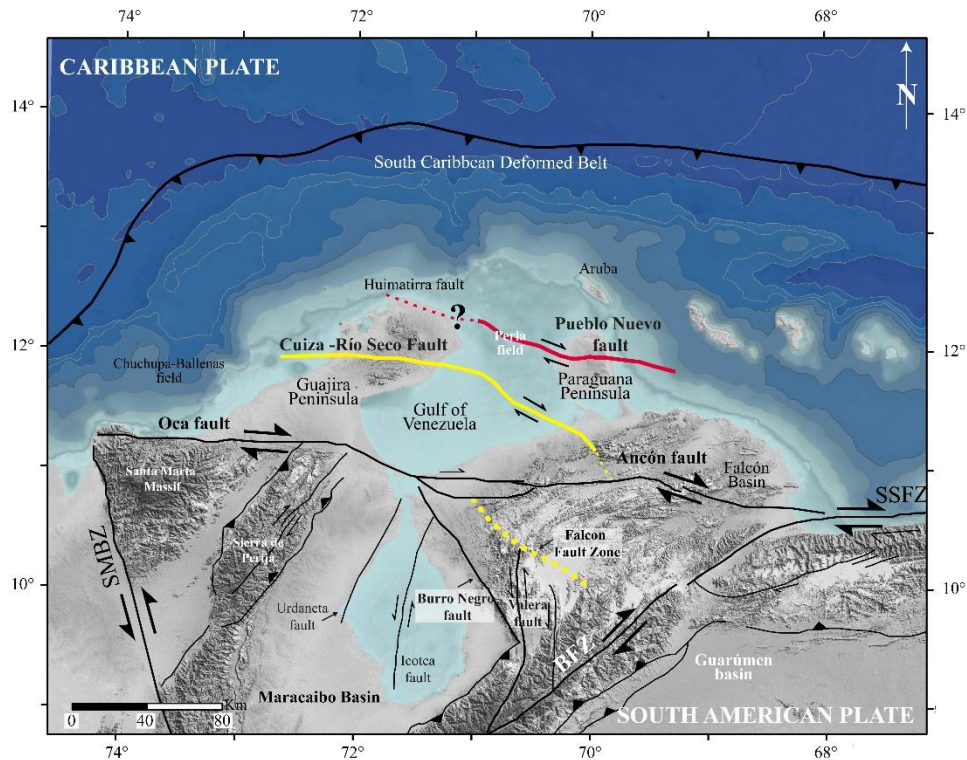 74° 72° 70° 68°
CARIBBEAN PLATE
N
14° 14°
South Caribbean Deformed Belt
Aruba
Huimatirra fault
?
Pueblo Nuevo
fault
Perla
field
12° 12°
Cuiza -Río Seco Fault
Chuchupa-Ballenas
field
Guajira
Península
Paraguana
Península
Gulf of
Venezuela
Oca fault
Ancón fault
Falcón
Basin
Santa Marta
Massif
SSFZ
Sierra de
Perijá
Falcon
Fault Zone
SMBZ
10° 10°
Urdaneta
fault
Burro Negro
fault
Valera
fault
BFZ
Icotea
fault
Guarúmen
basin
Maracaibo Basin
Km
0 40 80
SOUTH AMERICAN PLATE
74° 72° 70° 68°